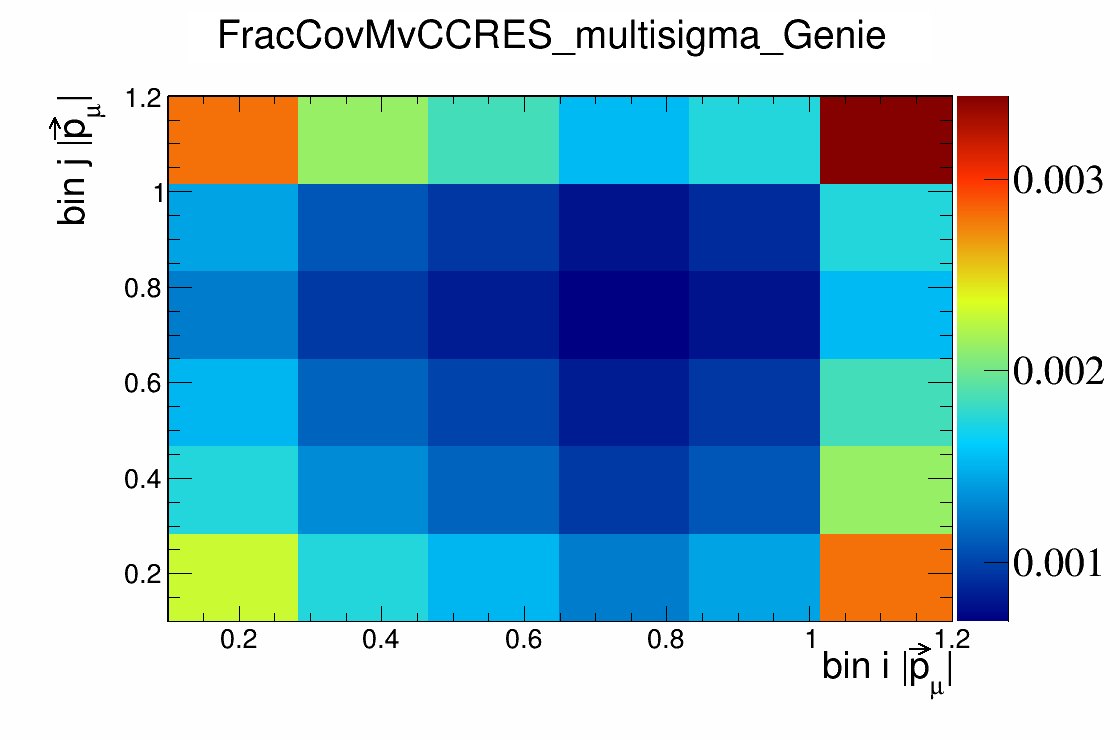 FracCovMvCCRES_multisigma_Genie
bin j |p⃗μ|
1.2
1
0.8
0.6
0.4
0.2
0.2 0.4 0.6 0.8 1 1.2
bin i |p⃗μ|
0.003
0.002
0.001